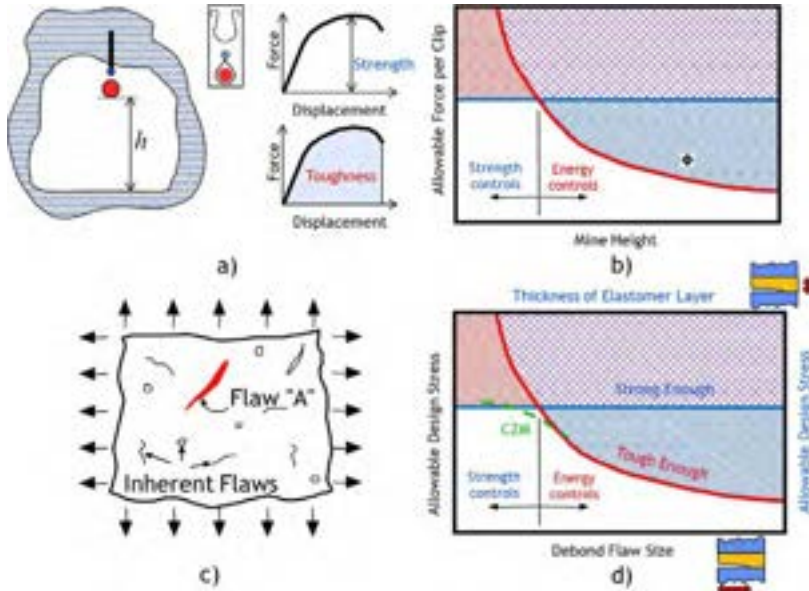 Force
Strength
Displacement
h
Force
Toughness
Displacement
a)
Allowable Force per Clip
Strength
controls
Energy
controls
Mine Height
b)
Flaw "A"
Inherent Flaws
c)
Thickness of Elastomer Layer
Allowable Design Stress
Strong Enough
CZM
Tough Enough
Strength
controls
Energy
controls
Allowable Design Stress
Debond Flaw Size
d)